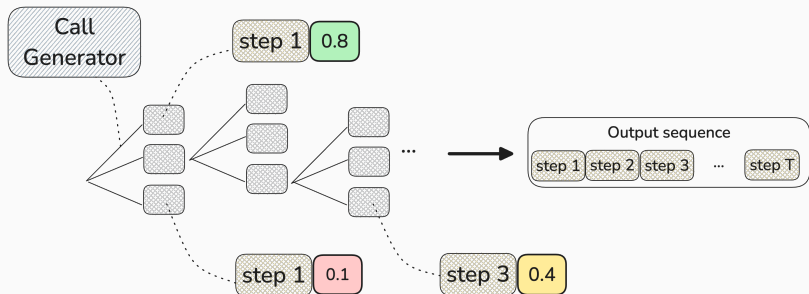 Call
Generator
step 1 0.8
...
Output sequence
step 1 step 2 step 3 ... step T
step 1 0.1
step 3 0.4